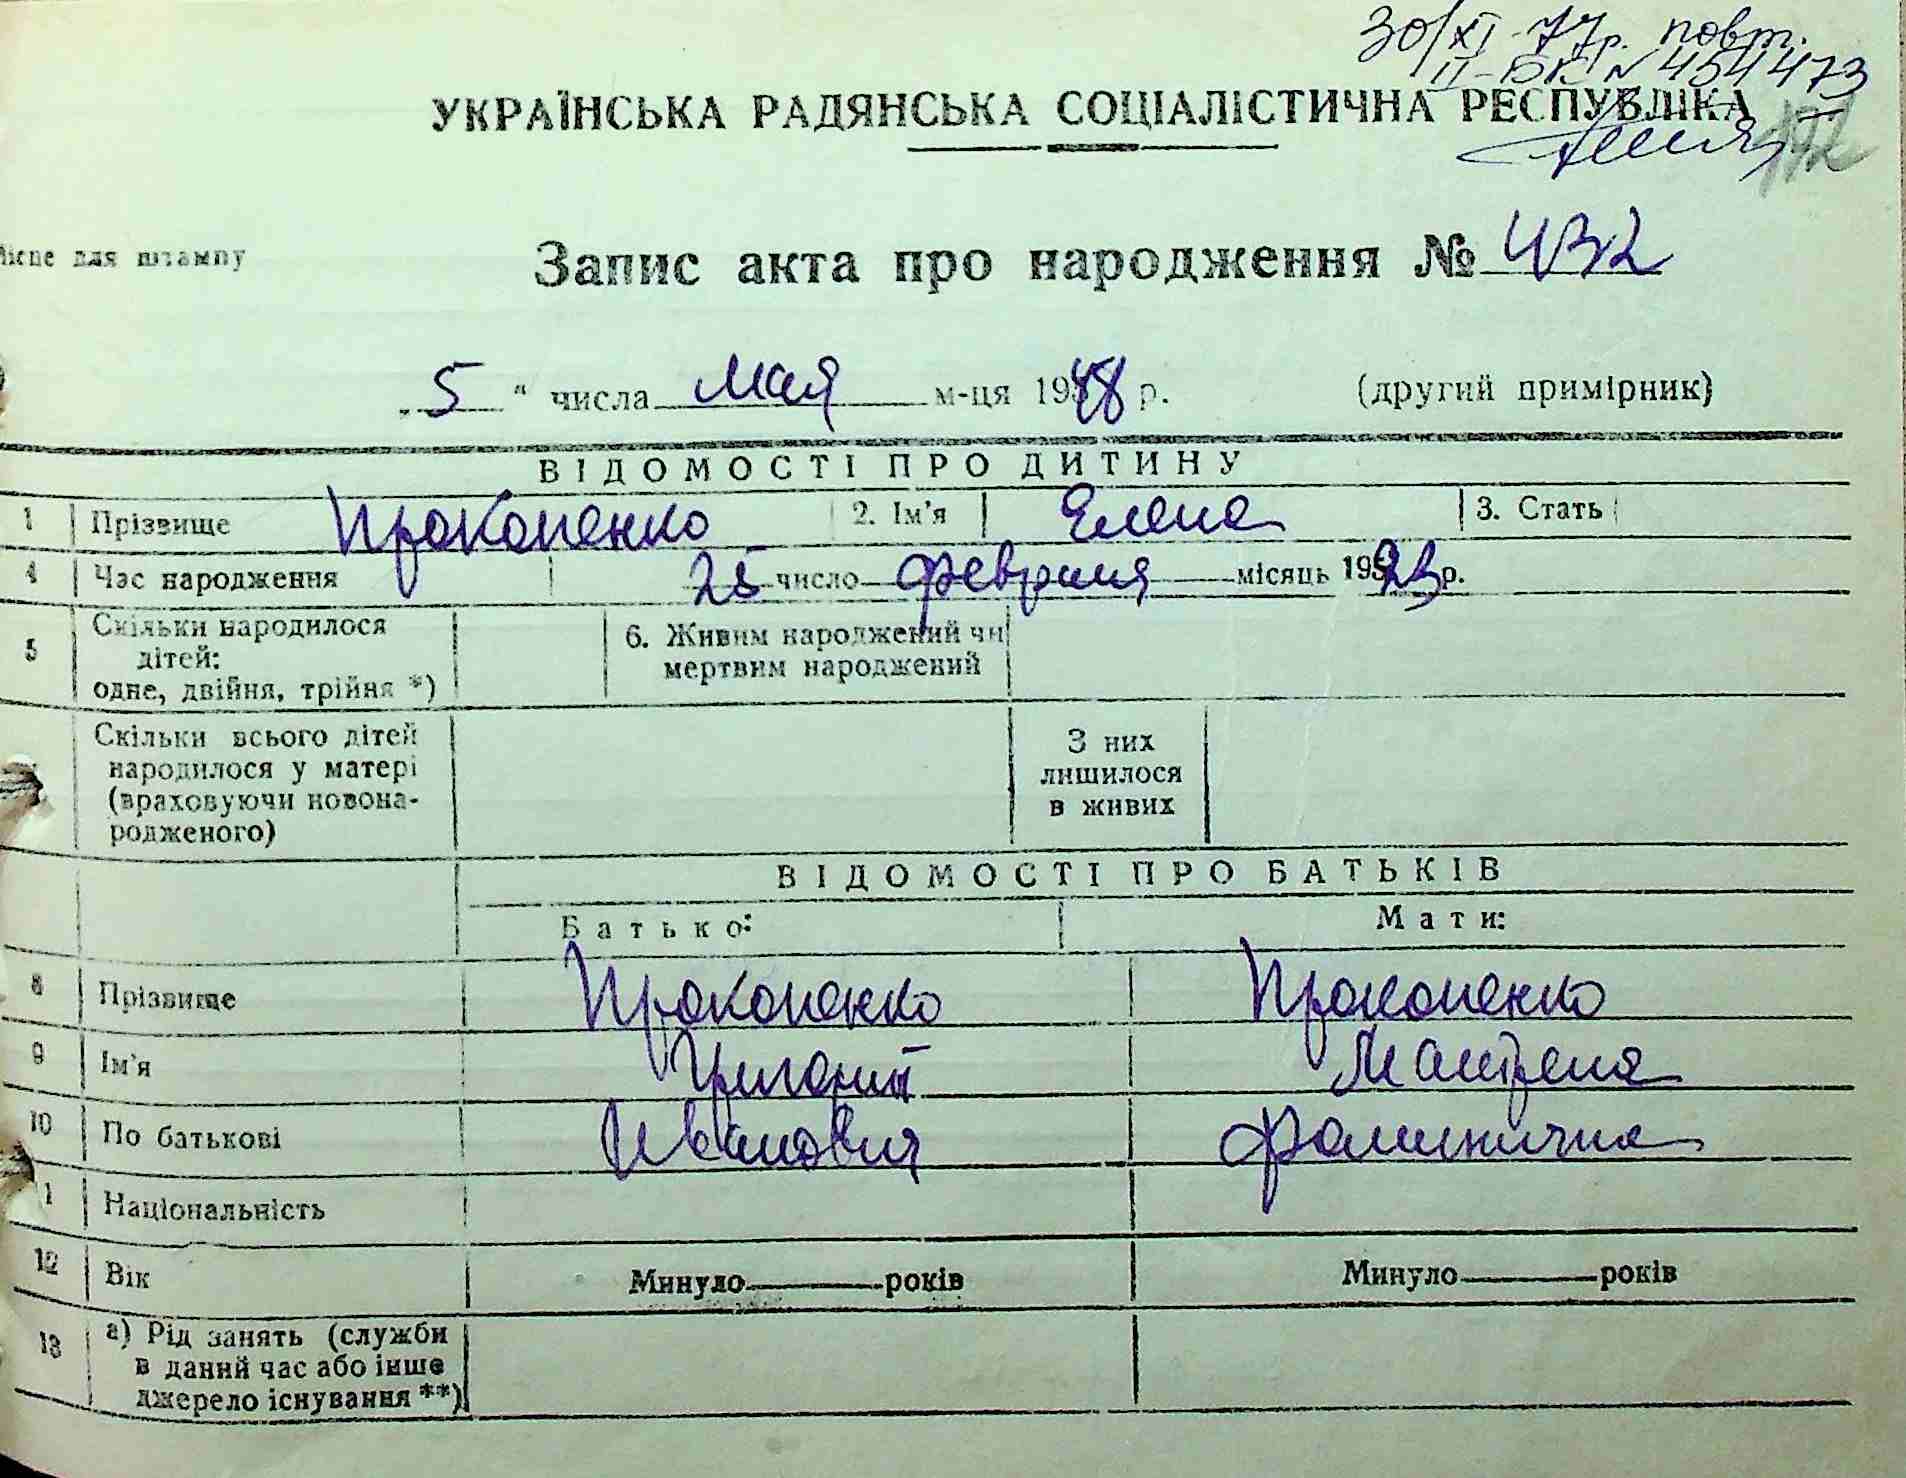 30/XI-77р. повт.
II-БК № 454473
УКРАЇНСЬКА РАДЯНСЬКА СОЦІАЛІСТИЧНА РЕСПУБЛІКА
Місце для штампу
Запис акта про народження № 432
„5“ числа мая м-ця 1948 р. (другий примірник)
ВІДОМОСТІ ПРО ДИТИНУ
1 Прізвище Прокопенко 2. Ім'я Елена 3. Стать
4 Час народження 25 число февраля місяць 1923 р.
5 Скільки народилося дітей: одне, двійня, трійня *) 6. Живим народжений чи мертвим народжений
Скільки всього дітей народилося у матері (враховуючи новонародженого) З них лишилося в живих
ВІДОМОСТІ ПРО БАТЬКІВ
Батько: Мати:
8 Прізвище Прокопенко Прокопенко
9 Ім'я Григорий Матрена
10 По батькові Иванович Фоминична
1 Національність
12 Вік Минуло років Минуло років
13 а) Рід занять (служби в даний час або інше джерело існування **)